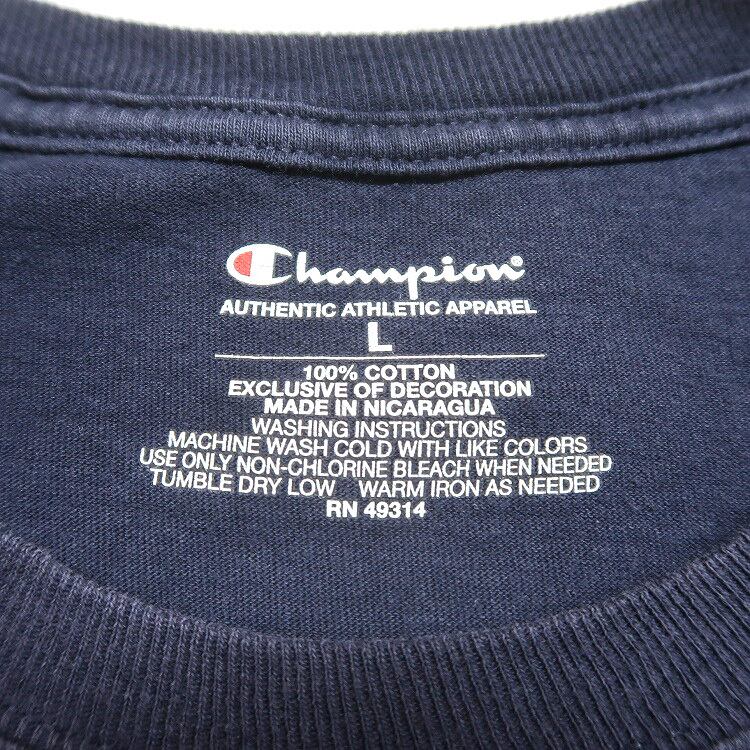 Champion®
AUTHENTIC ATHLETIC APPAREL
L
100% COTTON
EXCLUSIVE OF DECORATION
MADE IN NICARAGUA
WASHING INSTRUCTIONS
MACHINE WASH COLD WITH LIKE COLORS
USE ONLY NON-CHLORINE BLEACH WHEN NEEDED
TUMBLE DRY LOW WARM IRON AS NEEDED
RN 49314